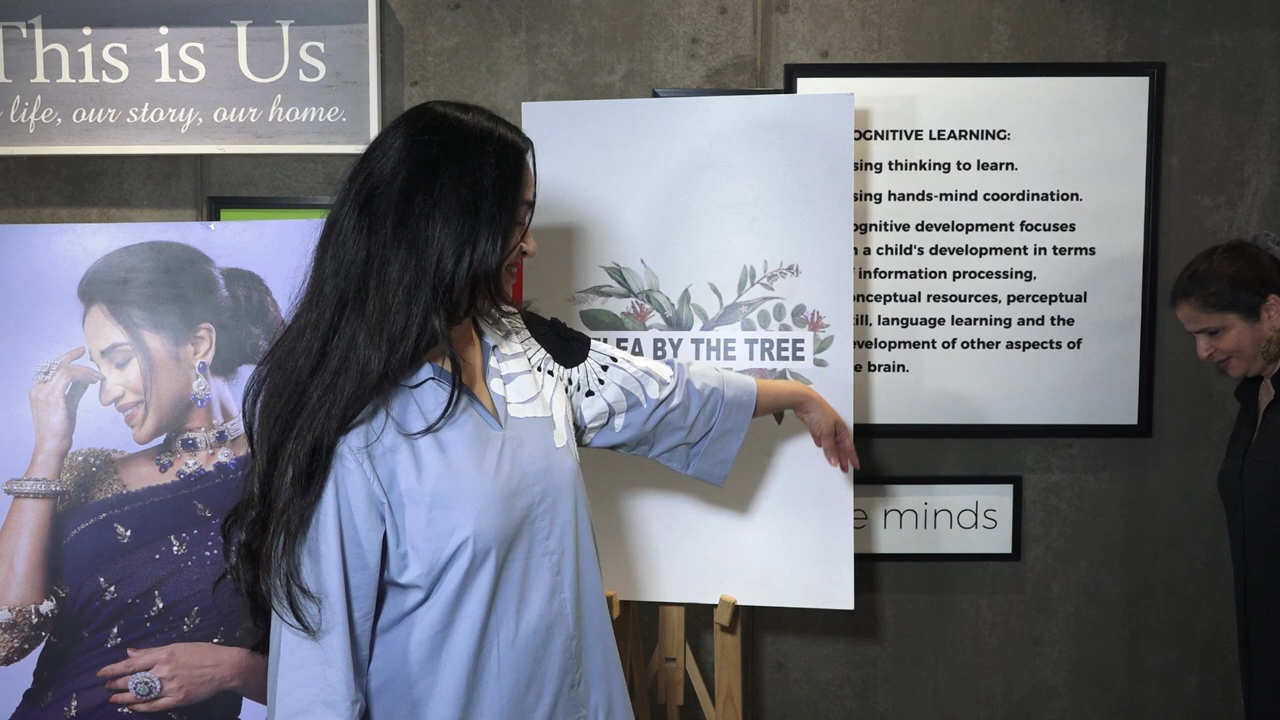 This is Us
life, our story, our home.
BY THE TREE
OGNITIVE LEARNING:
sing thinking to learn.
sing hands-mind coordination.
ognitive development focuses
n a child's development in terms
f information processing,
onceptual resources, perceptual
ill, language learning and the
evelopment of other aspects of
e brain.
e minds